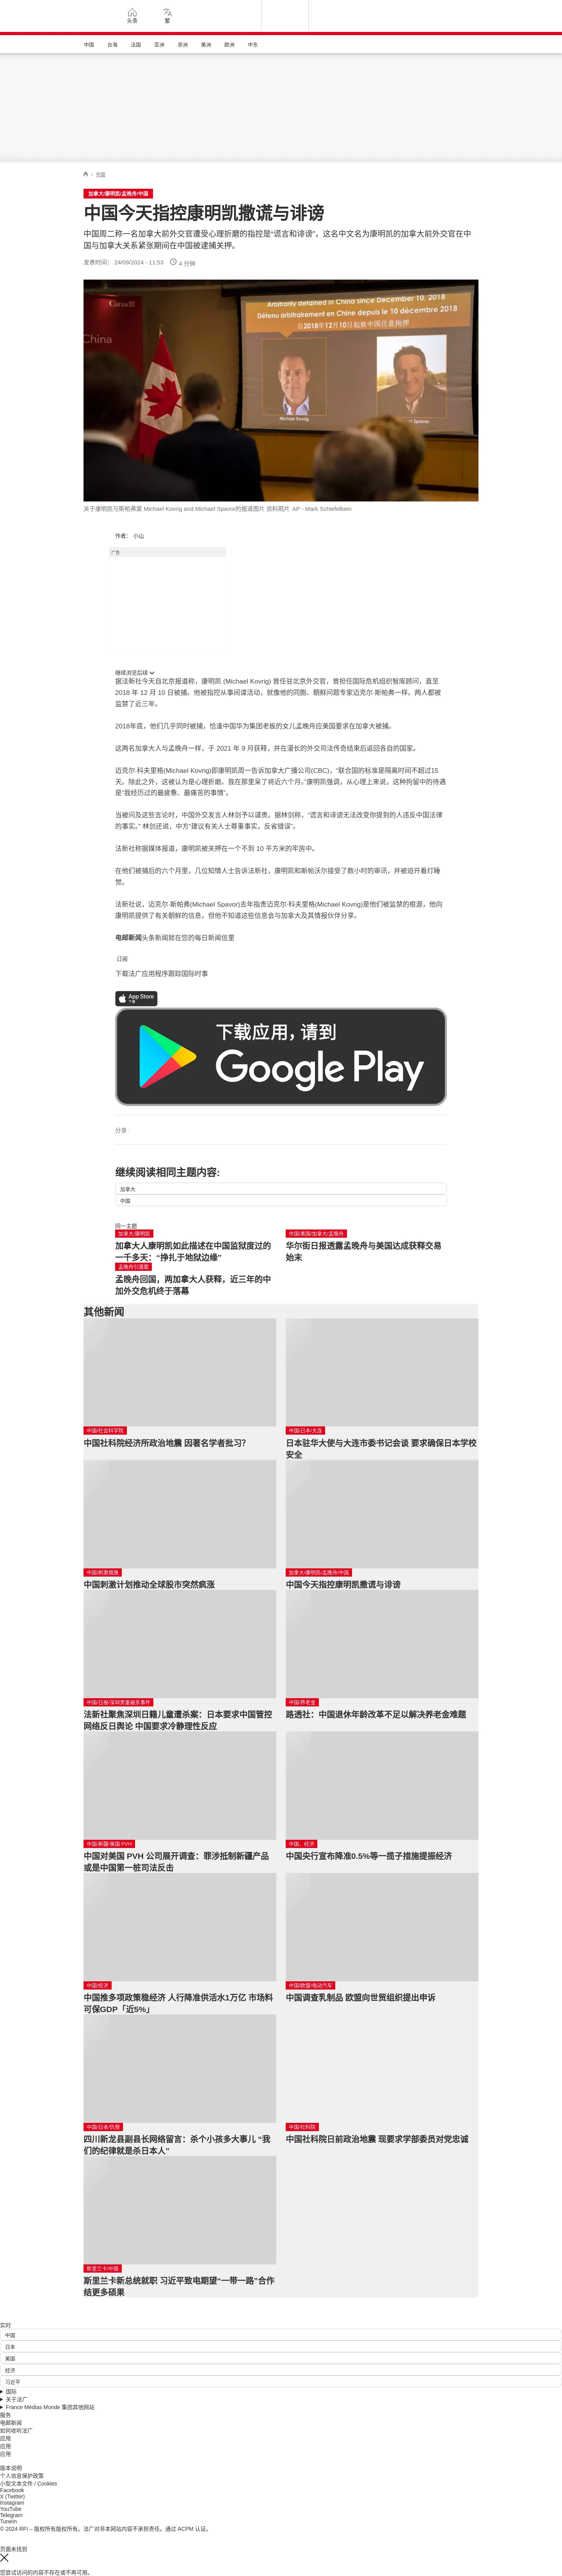 头条
繁
中国 台海 法国 亚洲 非洲 美洲 欧洲 中东
/ 中国
加拿大/康明凯/孟晚舟/中国
中国今天指控康明凯撒谎与诽谤
中国周二称一名加拿大前外交官遭受心理折磨的指控是“谎言和诽谤”，这名中文名为康明凯的加拿大前外交官在中
国与加拿大关系紧张期间在中国被逮捕关押。
发表时间： 24/09/2024 - 11:53 4 分钟
Canada
China
Arbitrarily detained in China since December 10, 2018
Détenu arbitrairement en Chine depuis le 10 décembre 2018
自2018年12月10日起被中国任意拘押
Michael Kovrig
Spavor
关于康明凯与斯帕弗案 Michael Kovrig and Michael Spavor的报道图片 资料照片 AP - Mark Schiefelbein
作者： 小山
广告
继续浏览后续
据法新社今天自北京报道称，康明凯 (Michael Kovrig) 曾任驻北京外交官，曾担任国际危机组织智库顾问，直至
2018 年 12 月 10 日被捕。他被指控从事间谍活动，就像他的同胞、朝鲜问题专家迈克尔·斯帕弗一样。两人都被
监禁了近三年。
2018年底，他们几乎同时被捕，恰逢中国华为集团老板的女儿孟晚舟应美国要求在加拿大被捕。
这两名加拿大人与孟晚舟一样，于 2021 年 9 月获释，并在漫长的外交司法传奇结束后返回各自的国家。
迈克尔·科夫里格(Michael Kovrig)即康明凯周一告诉加拿大广播公司(CBC)，“联合国的标准是隔离时间不超过15
天。除此之外，这被认为是心理折磨。我在那里呆了将近六个月。”康明凯强调，从心理上来说，这种拘留中的待遇
是“我经历过的最疲惫、最痛苦的事情”。
当被问及这些言论时，中国外交发言人林剑予以谴责。据林剑称，“谎言和诽谤无法改变你提到的人违反中国法律
的事实。” 林剑还说，中方“建议有关人士尊重事实，反省错误”。
法新社称据媒体报道，康明凯被关押在一个不到 10 平方米的牢房中。
在他们被捕后的六个月里，几位知情人士告诉法新社，康明凯和斯帕沃尔接受了数小时的审讯，并被迫开着灯睡
觉。
法新社说，迈克尔·斯帕弗(Michael Spavor)去年指责迈克尔·科夫里格(Michael Kovrig)是他们被监禁的根源，他向
康明凯提供了有关朝鲜的信息，但他不知道这些信息会与加拿大及其情报伙伴分享。
电邮新闻头条新闻就在您的每日新闻信里
订阅
下载法广应用程序跟踪国际时事
App Store
下载
下载应用，请到
Google Play
分享 :
继续阅读相同主题内容:
加拿大
中国
同一主题
加拿大/康明凯
加拿大人康明凯如此描述在中国监狱度过的
一千多天：“挣扎于地狱边缘”
中国/美国/加拿大/孟晚舟
华尔街日报透露孟晚舟与美国达成获释交易
始末
孟晚舟引渡案
孟晚舟回国，两加拿大人获释，近三年的中
加外交危机终于落幕
其他新闻
中国/社会科学院
中国社科院经济所政治地震 因著名学者批习？
中国/日本/大连
日本驻华大使与大连市委书记会谈 要求确保日本学校
安全
中国/刺激措施
中国刺激计划推动全球股市突然疯涨
加拿大/康明凯/孟晚舟/中国
中国今天指控康明凯撒谎与诽谤
中国/日报/深圳男童被杀事件
法新社聚焦深圳日籍儿童遭杀案：日本要求中国管控
网络反日舆论 中国要求冷静理性反应
中国/养老金
路透社：中国退休年龄改革不足以解决养老金难题
中国/新疆/美国 PVH
中国对美国 PVH 公司展开调查：罪涉抵制新疆产品
或是中国第一桩司法反击
中国、经济
中国央行宣布降准0.5%等一揽子措施提振经济
中国/经济
中国推多项政策稳经济 人行降准供活水1万亿 市场料
可保GDP「近5%」
中国/欧盟/电动汽车
中国调查乳制品 欧盟向世贸组织提出申诉
中国/日本/仇恨
四川新龙县副县长网络留言：杀个小孩多大事儿 “我
们的纪律就是杀日本人”
中国/社科院
中国社科院日前政治地震 现要求学部委员对党忠诚
斯里兰卡/中国
斯里兰卡新总统就职 习近平致电期望“一带一路”合作
结更多硕果
实时
中国
日本
美国
经济
习近平
国际
关于法广
France Médias Monde 集团其他网站
服务
电邮新闻
如何收听法广
应用
应用
应用
版本说明
个人信息保护政策
小型文本文件 / Cookies
Facebook
X (Twitter)
Instagram
YouTube
Telegram
TuneIn
© 2024 RFI – 版权所有版权所有。法广对非本网站内容不承担责任。通过 ACPM 认证。
页面未找到
您尝试访问的内容不存在或不再可用。